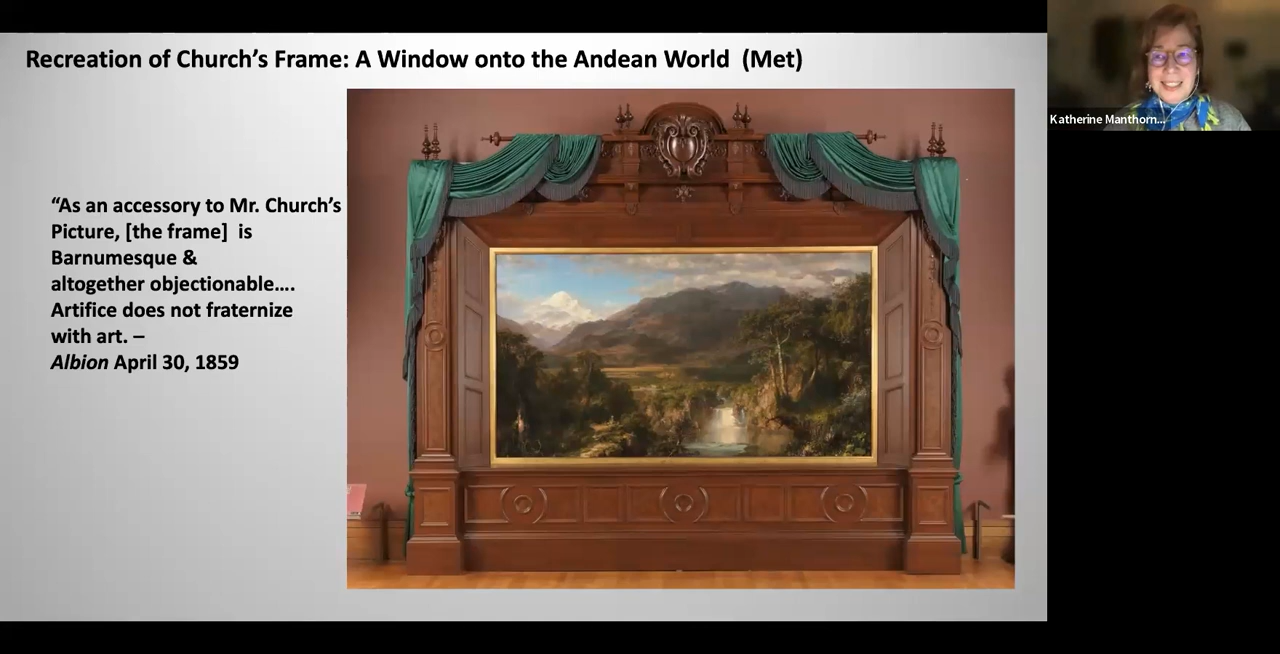 Recreation of Church’s Frame: A Window onto the Andean World  (Met)
“As an accessory to Mr. Church’s
Picture, [the frame]  is
Barnumesque &
altogether objectionable....
Artifice does not fraternize
with art. –
Albion April 30, 1859
Katherine Manthorn...